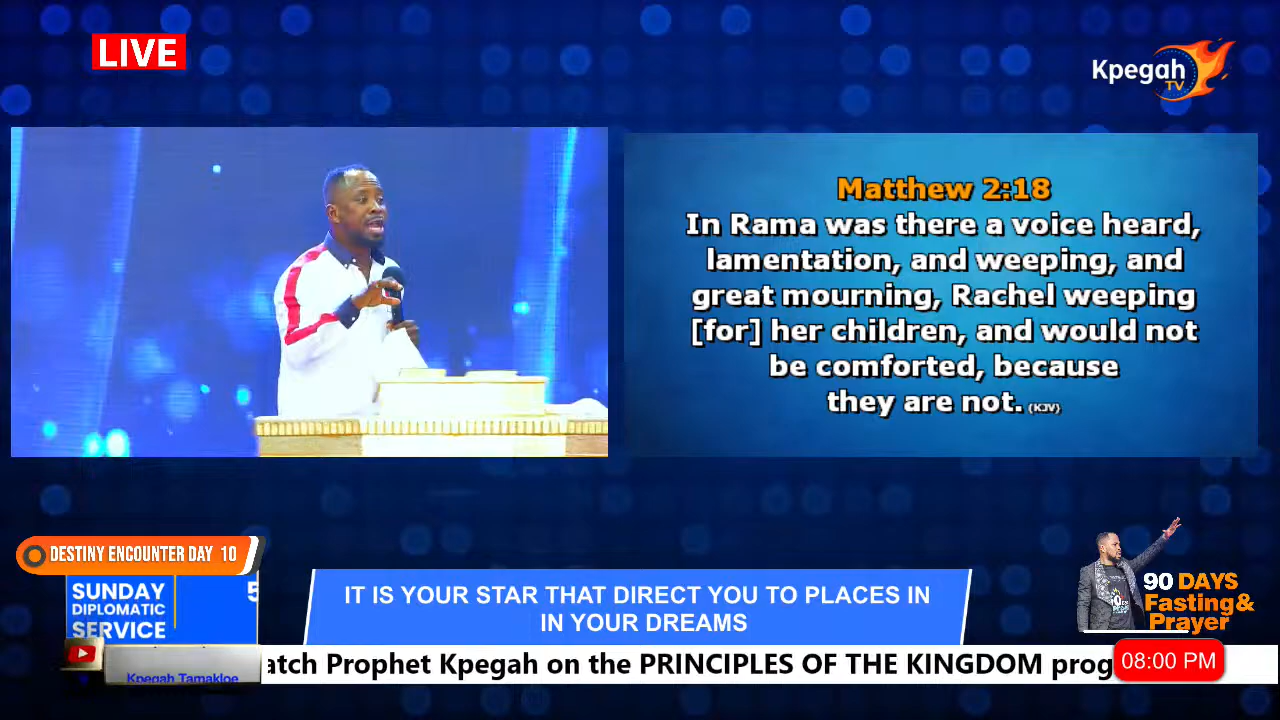 LIVE
Kpegah
TV
Matthew 2:18
In Rama was there a voice heard,
lamentation, and weeping, and
great mourning, Rachel weeping
[for] her children, and would not
be comforted, because
they are not. (KJV)
DESTINY ENCOUNTER DAY 10
SUNDAY
DIPLOMATIC
SERVICE
5
IT IS YOUR STAR THAT DIRECT YOU TO PLACES IN
IN YOUR DREAMS
90 DAYS
Fasting&
Prayer
Kpegah Tamakloe
atch Prophet Kpegah on the PRINCIPLES OF THE KINGDOM prog
08:00 PM